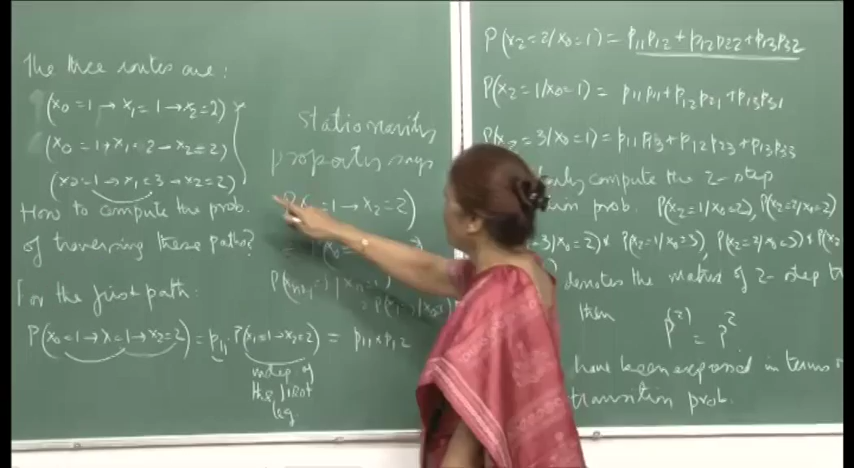 The three routes are:
(x0 = 1 → x1 = 1 → x2 = 2)
(x0 = 1 → x1 = 2 → x2 = 2)
(x0 = 1 → x1 = 3 → x2 = 2)
How to compute the prob.
of traversing these paths?
For the first path:
P(x0 = 1 → x1 = 1 → x2 = 2) = p11 · P(x1 = 1 → x2 = 2) = p11 × p12
indep of
the first
leg
Stationarity
property says
= 1 → x2 = 2)
P(x2 = 2/x0 = 1) = p11p12 + p12p22 + p13p32
P(x2 = 1/x0 = 1) = p11p11 + p12p21 + p13p31
P(x2 = 3/x0 = 1) = p11p13 + p12p23 + p13p33
compute the 2-step
prob. P(x2 = 1/x0 = 2), P(x2 = 2/x0 = 2)
= 3/x0 = 2), P(x2 = 1/x0 = 3), P(x2 = 2/x0 = 3), P(x2
denotes the matrix of 2-step
then P(2) = P2
have been expressed in terms
transition prob.